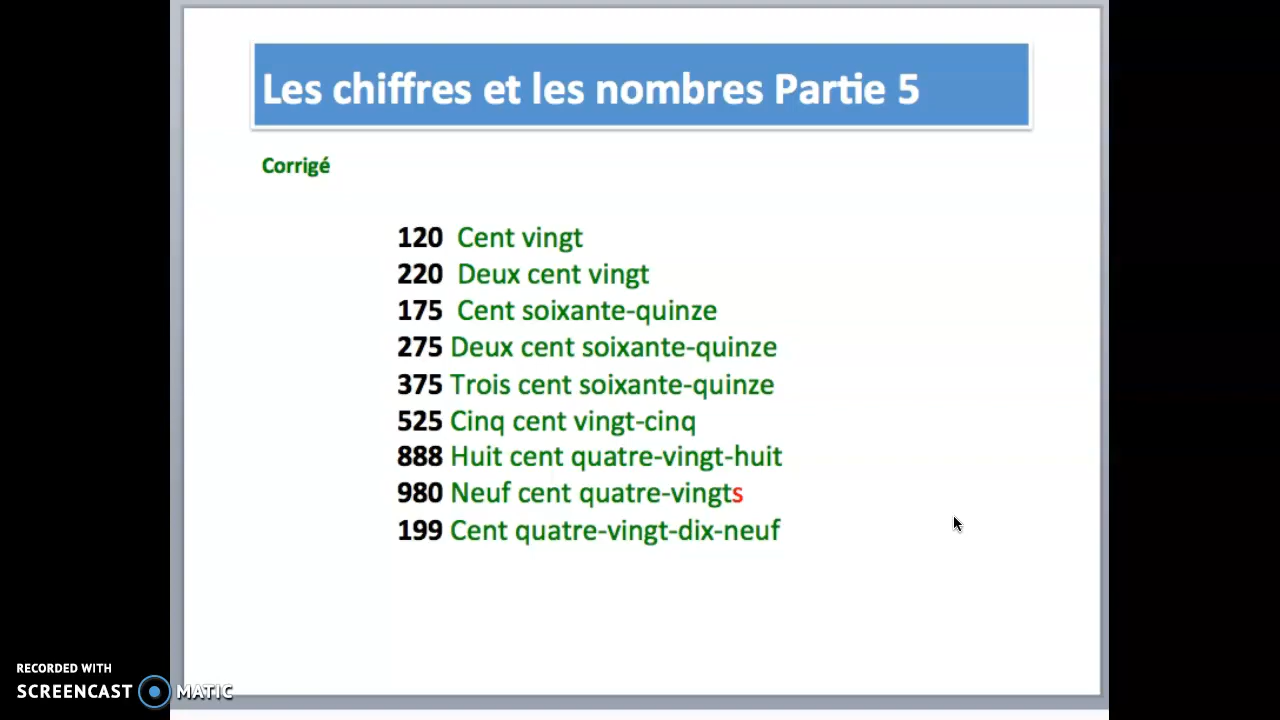 Les chiffres et les nombres Partie 5
Corrigé
120 Cent vingt
220 Deux cent vingt
175 Cent soixante-quinze
275 Deux cent soixante-quinze
375 Trois cent soixante-quinze
525 Cinq cent vingt-cinq
888 Huit cent quatre-vingt-huit
980 Neuf cent quatre-vingts
199 Cent quatre-vingt-dix-neuf
RECORDED WITH
SCREENCAST MATIC